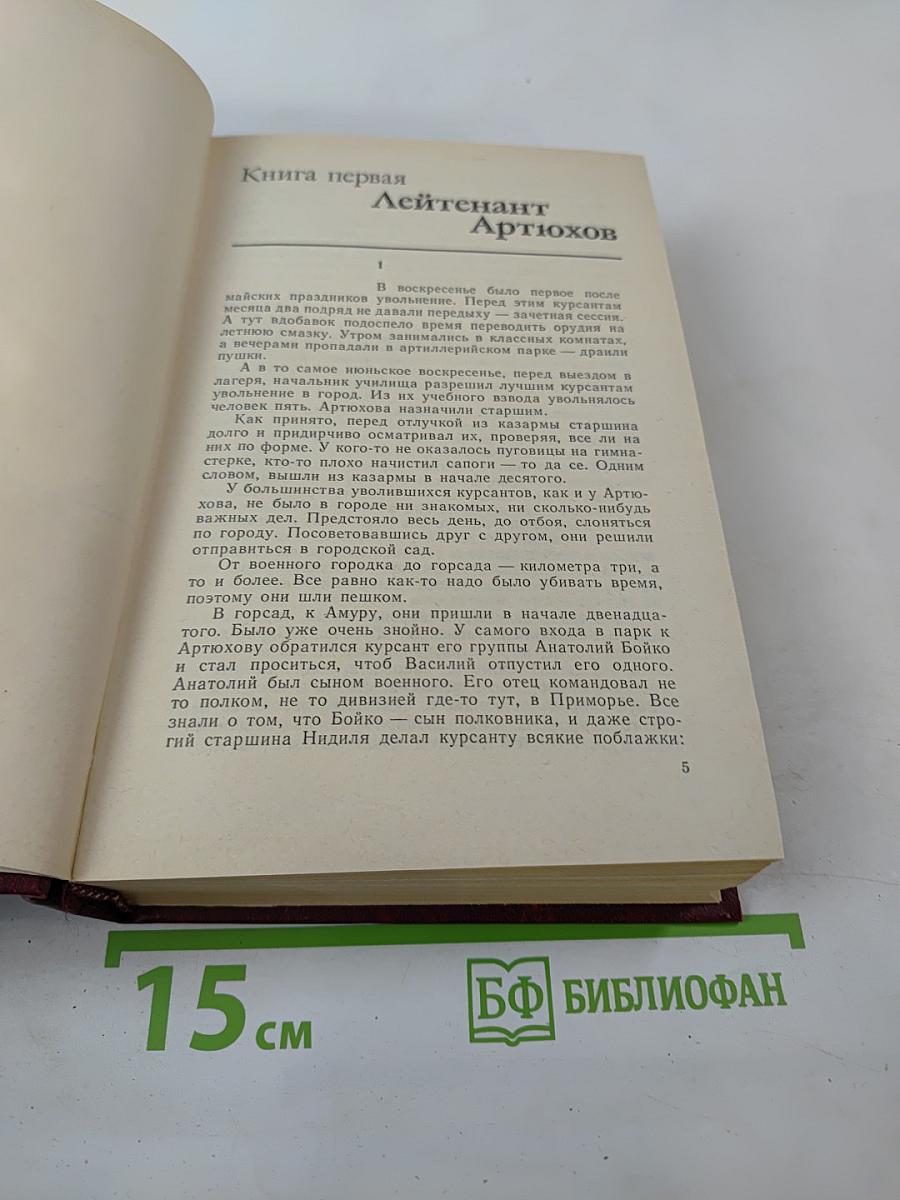 Книга первая
Лейтенант
Артюхов
1
В воскресенье было первое после
майских праздников увольнение. Перед этим курсантам
месяца два подряд не давали передыху — зачетная сессия.
А тут вдобавок подоспело время переводить орудия на
летнюю смазку. Утром занимались в классных комнатах,
а вечерами пропадали в артиллерийском парке — драили
пушки.
А в то самое июньское воскресенье, перед выездом в
лагеря, начальник училища разрешил лучшим курсантам
увольнение в город. Из их учебного взвода увольнялось
человек пять. Артюхова назначили старшим.
Как принято, перед отлучкой из казармы старшина
долго и придирчиво осматривал их, проверяя, все ли на
них по форме. У кого-то не оказалось пуговицы на гимна-
стерке, кто-то плохо начистил сапоги — то да се. Одним
словом, вышли из казармы в начале десятого.
У большинства уволившихся курсантов, как и у Артю-
хова, не было в городе ни знакомых, ни сколько-нибудь
важных дел. Предстояло весь день, до отбоя, слоняться
по городу. Посоветовавшись друг с другом, они решили
отправиться в городской сад.
От военного городка до горсада — километра три, а
то и более. Все равно как-то надо было убивать время,
поэтому они шли пешком.
В горсад, к Амуру, они пришли в начале двенадца-
того. Было уже очень знойно. У самого входа в парк к
Артюхову обратился курсант его группы Анатолий Бойко
и стал проситься, чтоб Василий отпустил его одного.
Анатолий был сыном военного. Его отец командовал не
то полком, не то дивизией где-то тут, в Приморье. Все
знали о том, что Бойко — сын полковника, и даже стро-
гий старшина Нидиля делал курсанту всякие поблажки:
5
15 см
БФ БИБЛИОФАН